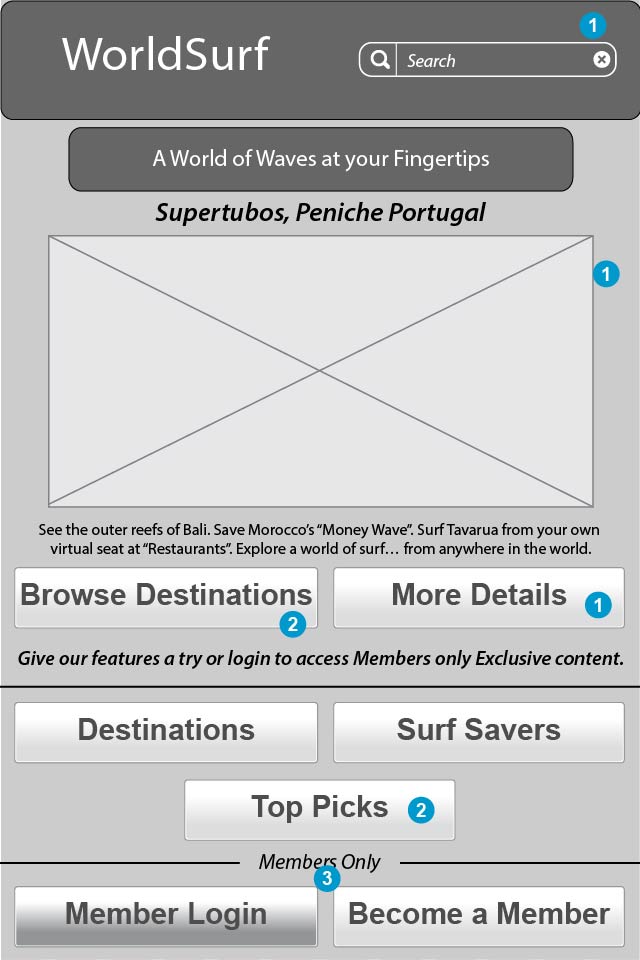 1
WorldSurf
Search
A World of Waves at your Fingertips
Supertubos, Peniche Portugal
1
See the outer reefs of Bali. Save Morocco's “Money Wave”. Surf Tavarua from your own
virtual seat at “Restaurants”. Explore a world of surf… from anywhere in the world.
Browse Destinations
2
More Details
1
Give our features a try or login to access Members only Exclusive content.
Destinations
Surf Savers
Top Picks
2
Members Only
3
Member Login
Become a Member